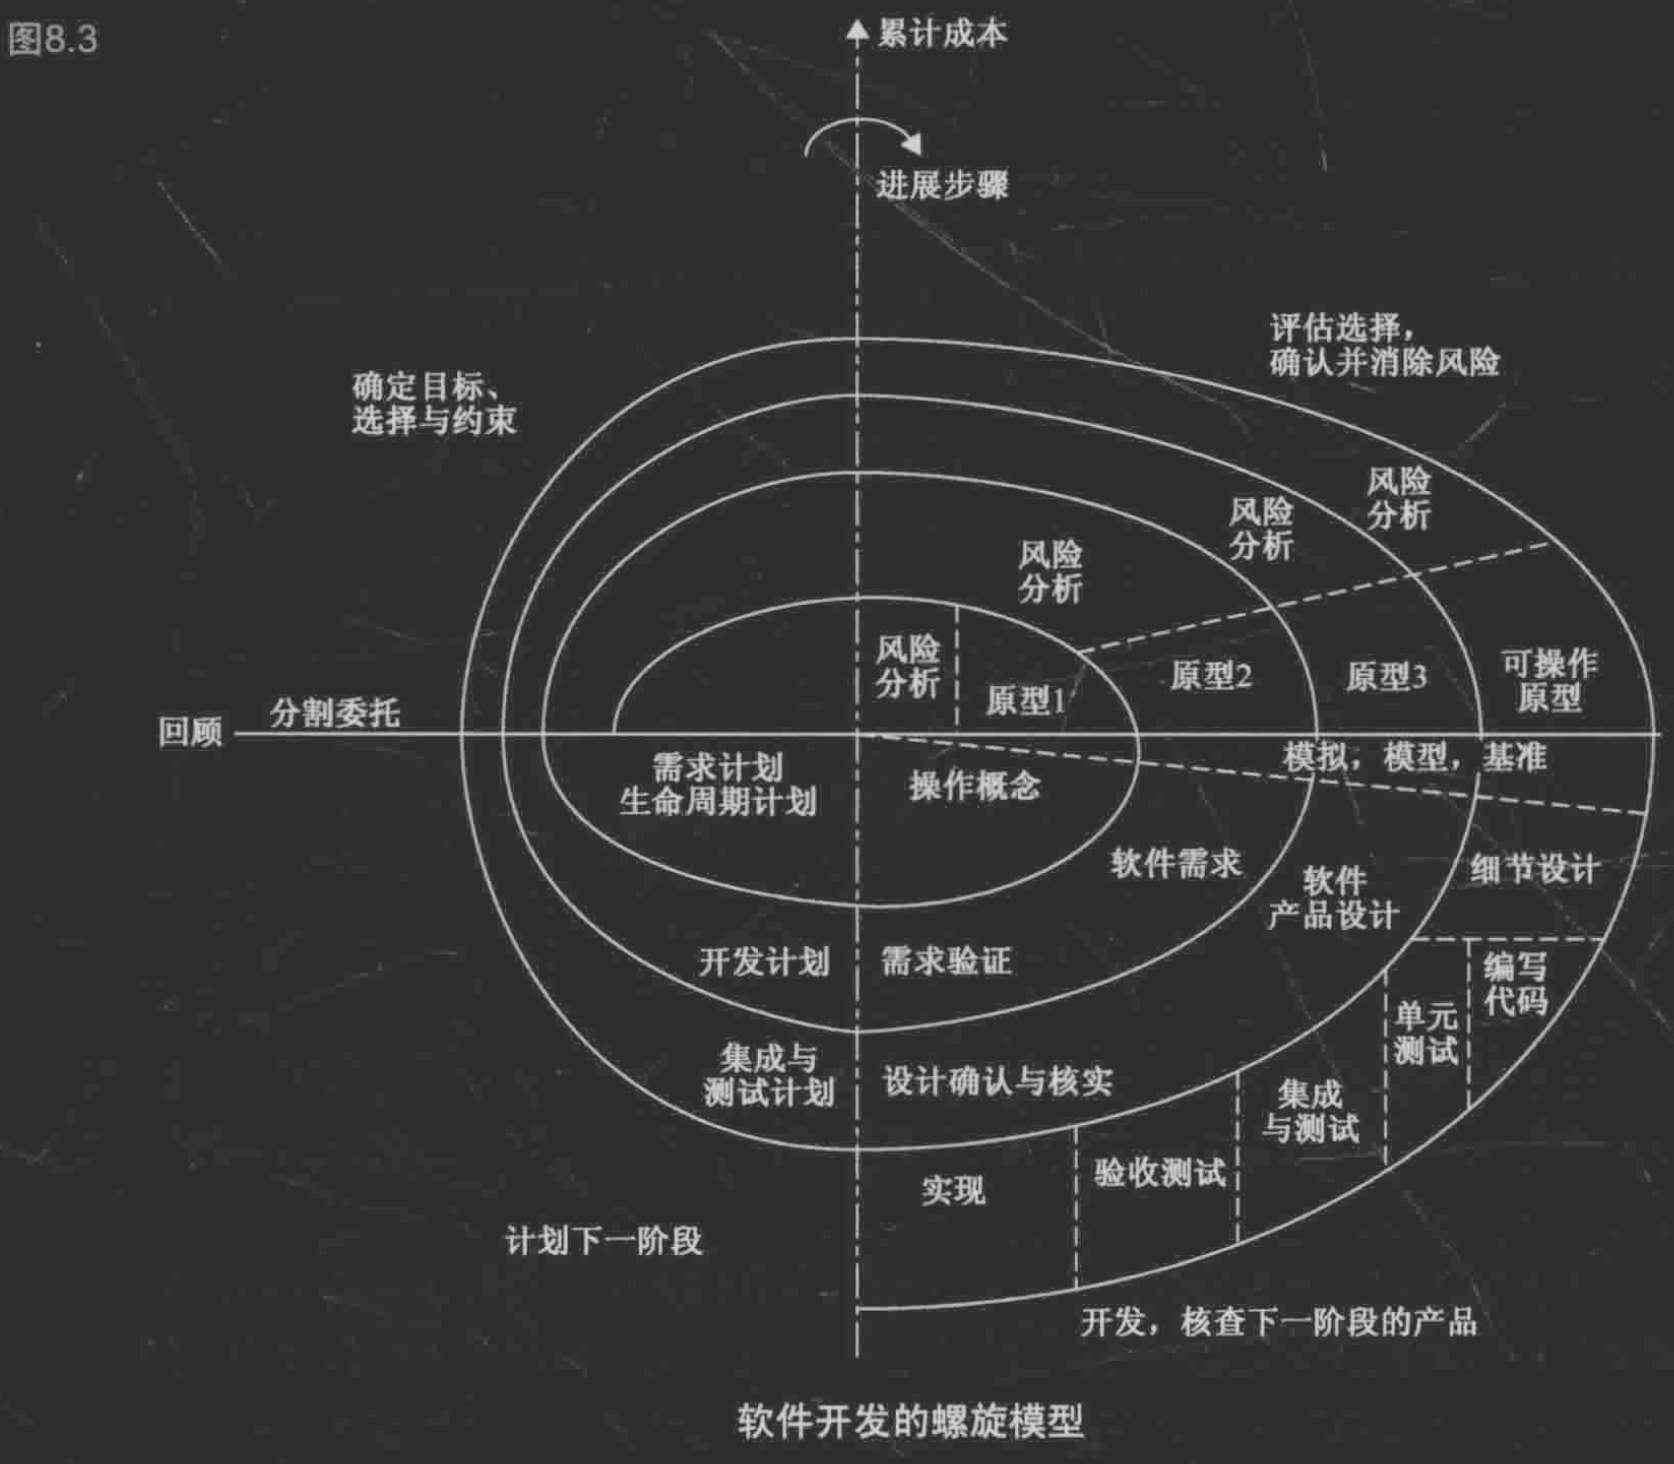 图8.3
累计成本
进展步骤
评估选择，
确认并消除风险
确定目标、
选择与约束
风险
分析
风险
分析
风险
分析
风险
分析
原型1
原型2
原型3
可操作
原型
回顾
分割委托
模拟，模型，基准
需求计划
生命周期计划
操作概念
软件需求
软件
产品设计
细节设计
开发计划
需求验证
编写
代码
单元
测试
集成与
测试计划
设计确认与核实
集成
与测试
验收测试
实现
计划下一阶段
开发，核查下一阶段的产品
软件开发的螺旋模型